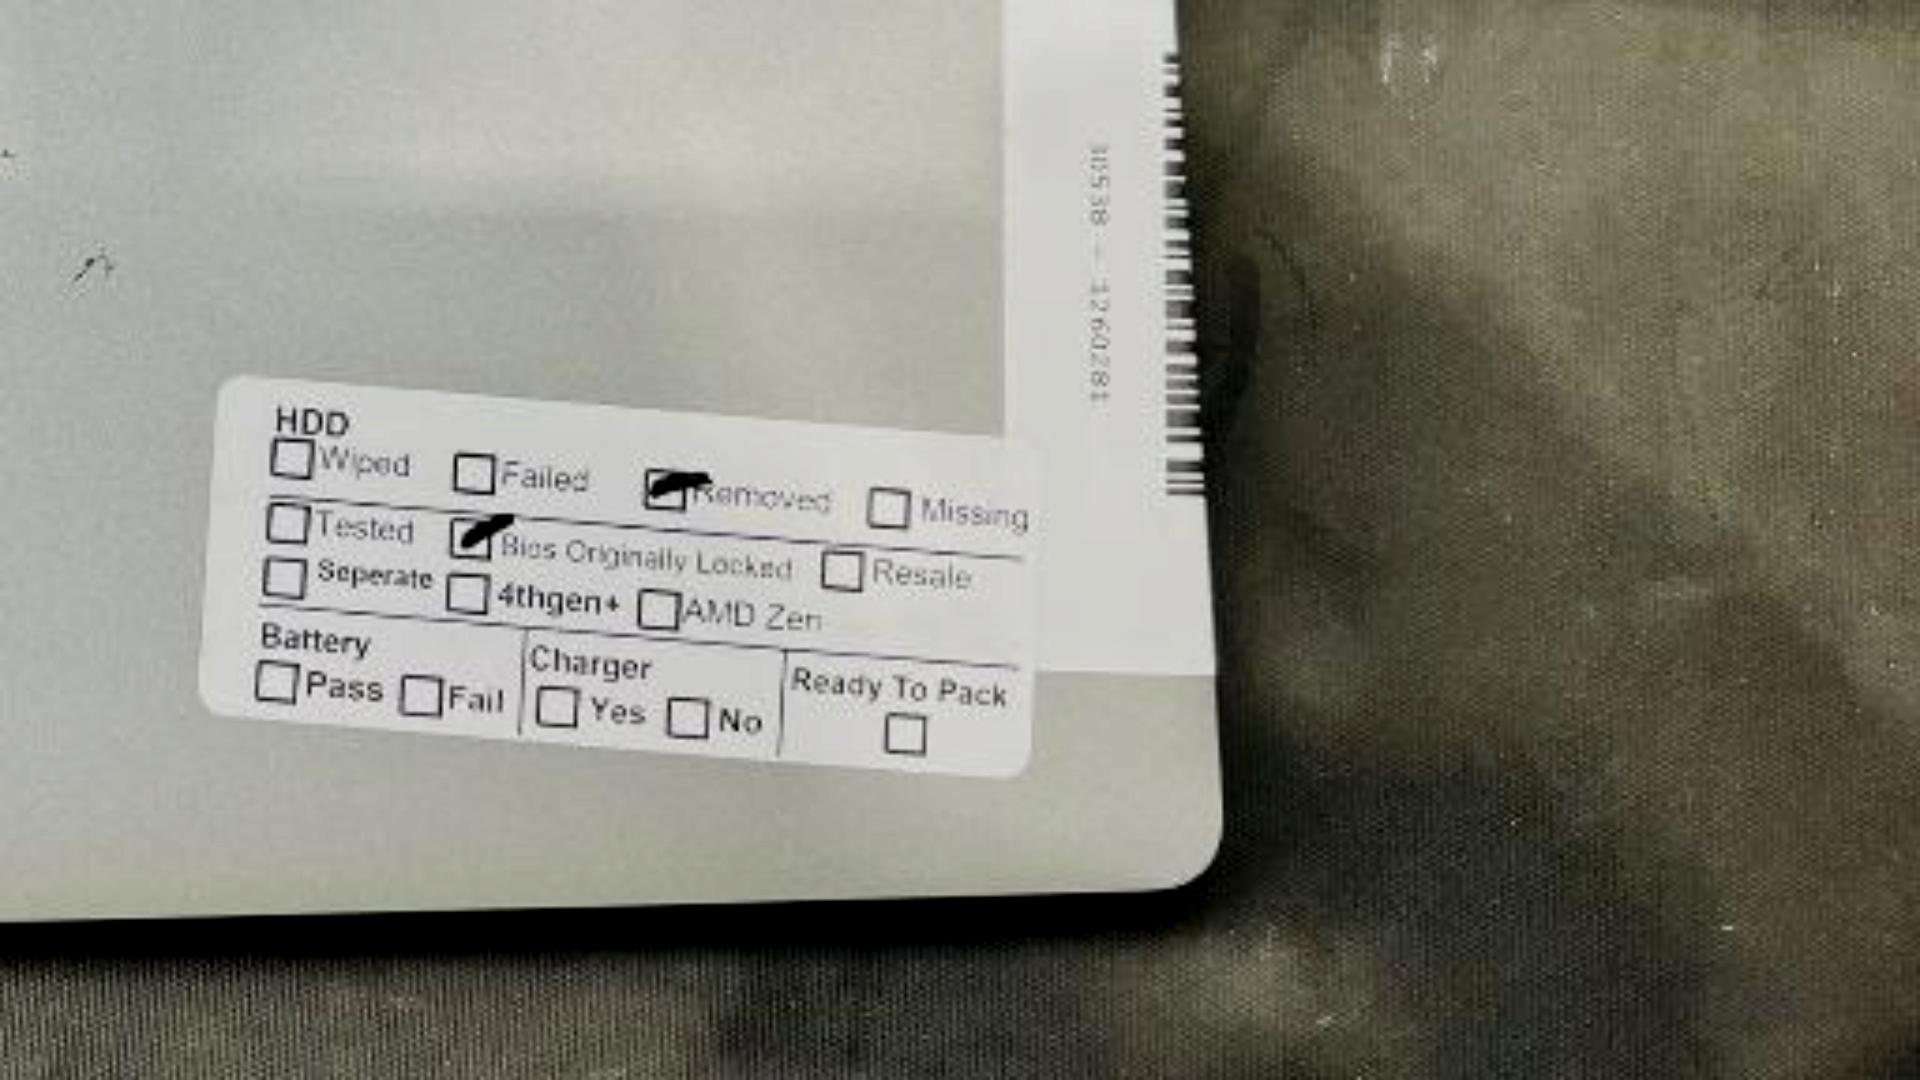 HDD
Wiped Failed Removed Missing
Tested Bios Originally Locked Resale
Seperate 4thgen+ AMD Zen
Battery Charger Ready To Pack
Pass Fail Yes No
- 1260281